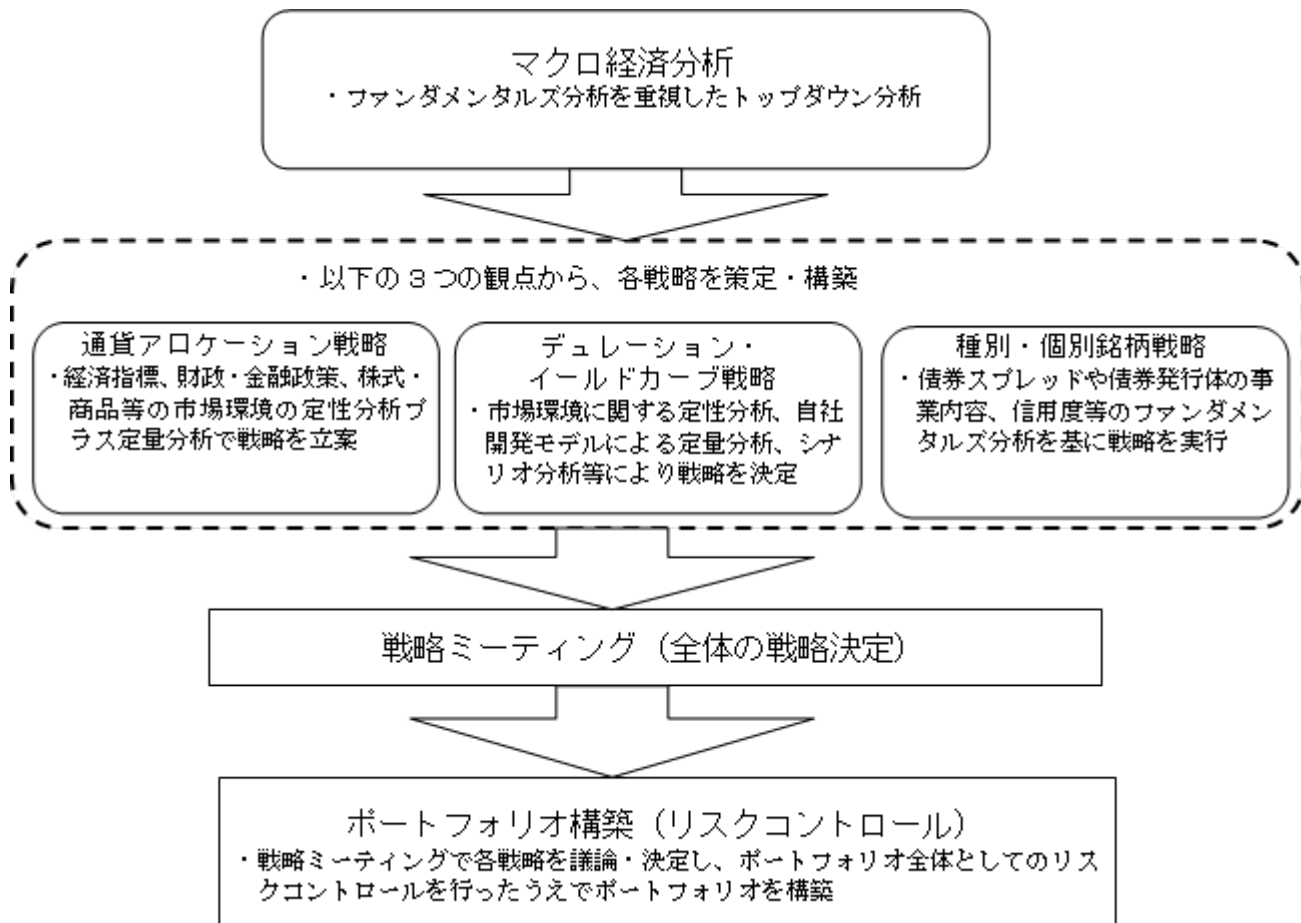 マクロ経済分析
・ファンダメンタルズ分析を重視したトップダウン分析
・以下の3つの観点から、各戦略を策定・構築
通貨アロケーション戦略
・経済指標、財政・金融政策、株式・
商品等の市場環境の定性分析プ
ラス定量分析で戦略を立案
デュレーション・
イールドカーブ戦略
・市場環境に関する定性分析、自社
開発モデルによる定量分析、シナ
リオ分析等により戦略を決定
種別・個別銘柄戦略
・債券スプレッドや債券発行体の事
業内容、信用度等のファンダメン
タルズ分析を基に戦略を実行
戦略ミーティング（全体の戦略決定）
ポートフォリオ構築（リスクコントロール）
・戦略ミーティングで各戦略を議論・決定し、ポートフォリオ全体としてのリス
クコントロールを行ったうえでポートフォリオを構築